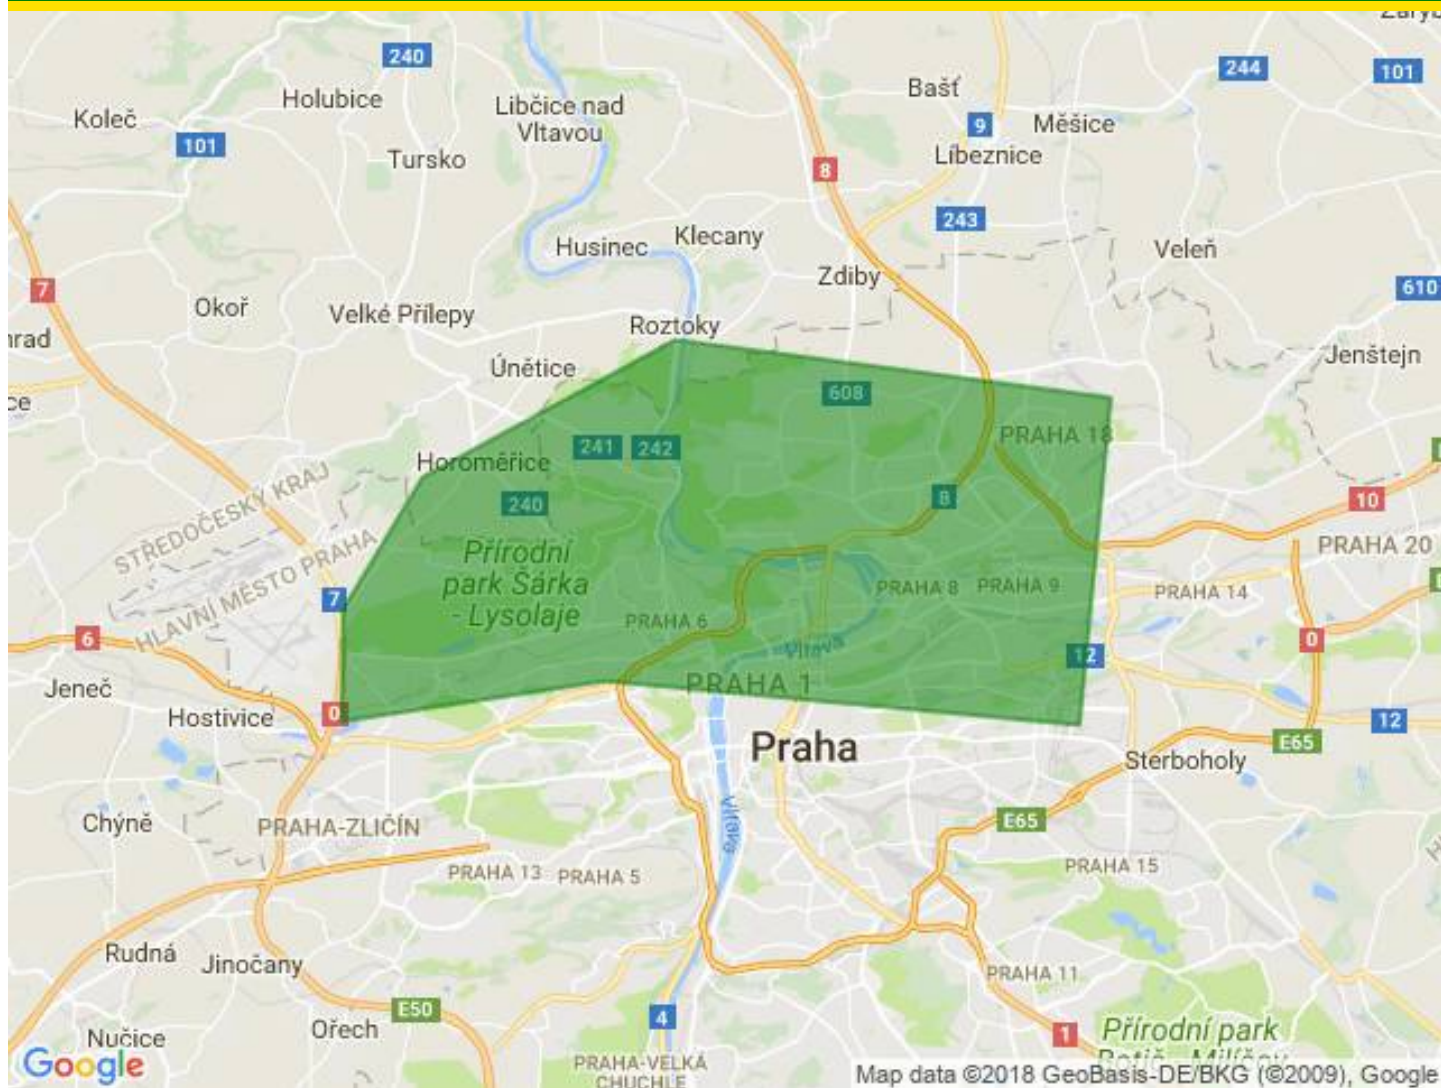 240
244
101
Holubice
Libčice nad
Vltavou
Bašť
Koleč
9
Měšice
101
Tursko
Líbeznice
8
243
Husinec
Klecany
Veleň
Zdiby
7
610
Okoř
Velké Přílepy
Roztoky
Únětice
Jenštejn
608
PRAHA 18
241
242
Horoměřice
STŘEDOČESKÝ KRAJ
240
8
10
HLAVNÍ MĚSTO PRAHA
Přírodní
park Šárka
- Lysolaje
PRAHA 20
7
PRAHA 8
PRAHA 9
PRAHA 14
PRAHA 6
6
0
Vltava
12
Jeneč
PRAHA 1
Hostivice
0
12
E65
Praha
Sterboholy
Chýně
PRAHA-ZLIČÍN
Vltava
E65
PRAHA 13
PRAHA 5
PRAHA 15
Rudná
Jinočany
PRAHA 11
E50
4
Ořech
1
Přírodní park
Nučice
Google
PRAHA-VELKÁ
CHUCHLE
Map data ©2018 GeoBasis-DE/BKG (©2009), Google